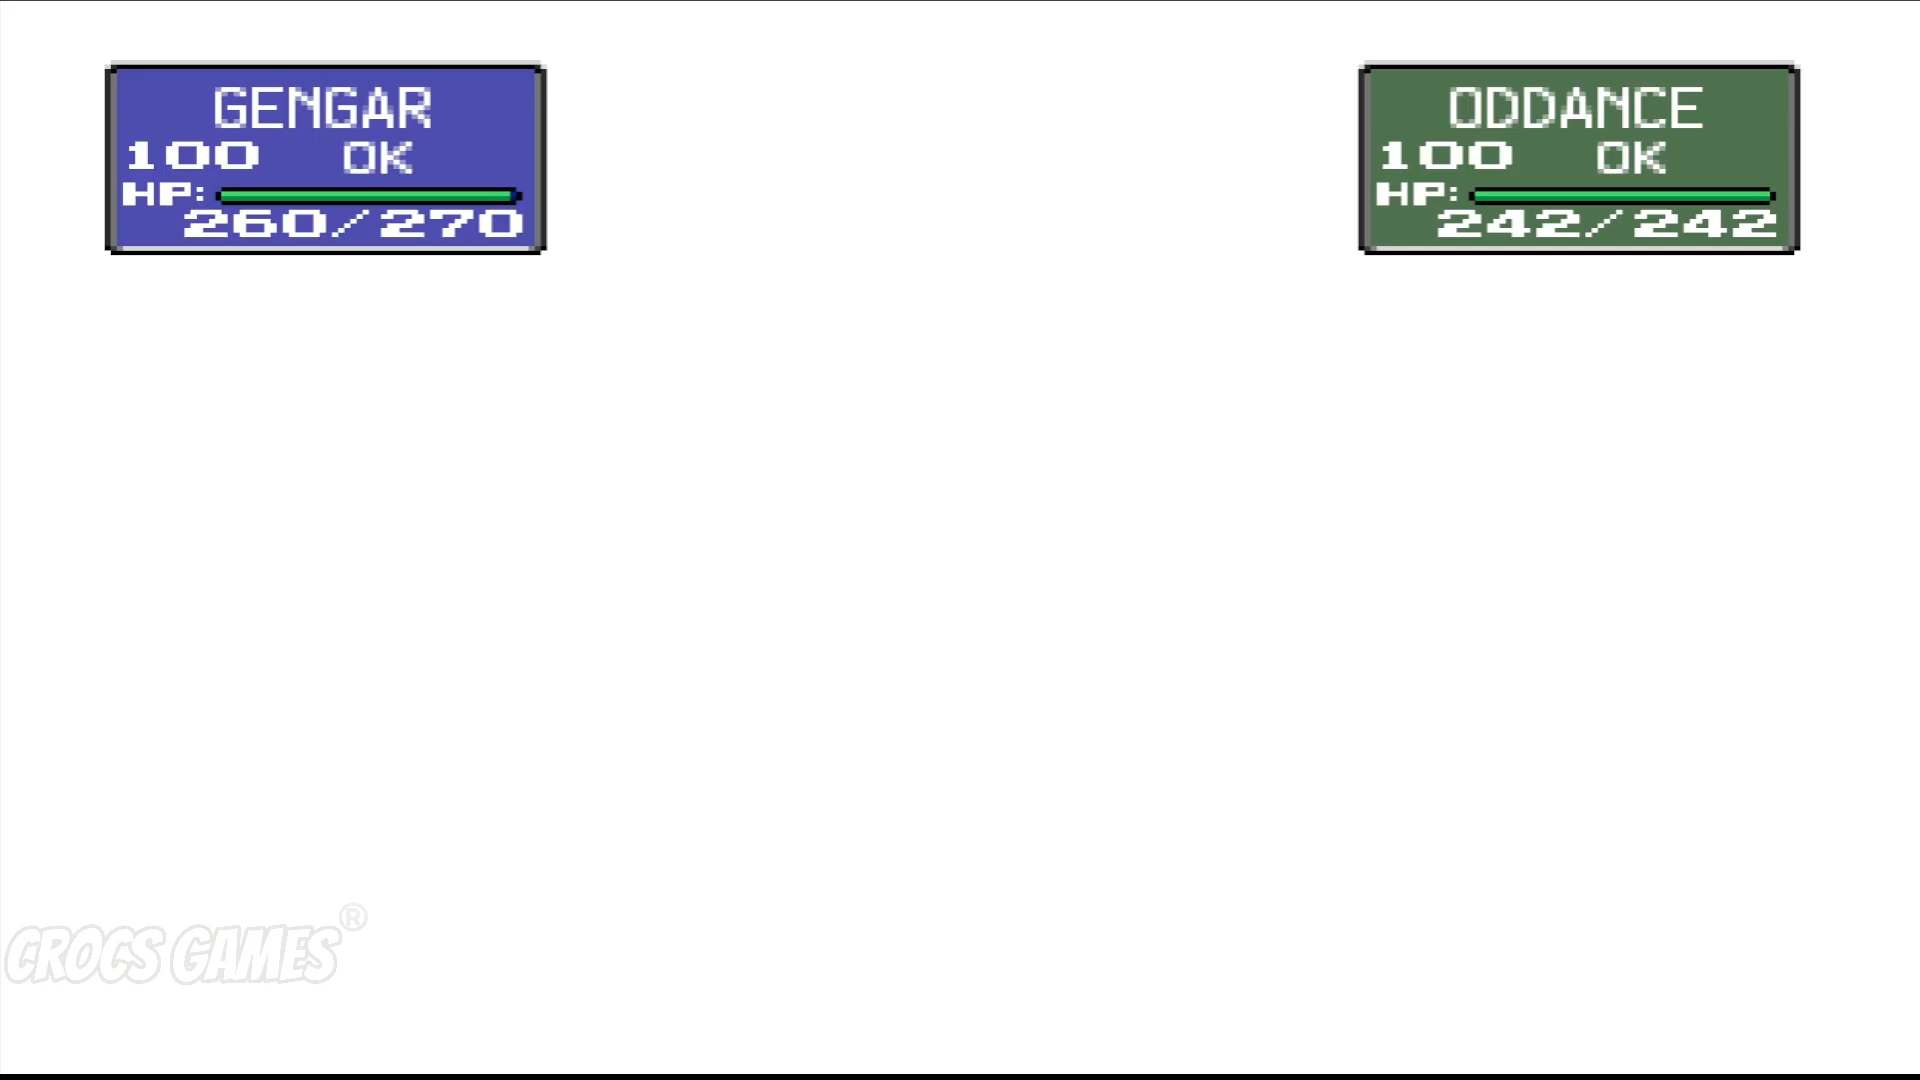 GENGAR
100 OK
HP:
260/270
ODDANCE
100 OK
HP:
242/242
CROCS GAMES®